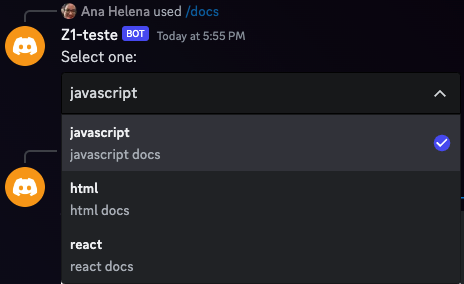 Ana Helena used /docs
Z1-teste BOT Today at 5:55 PM
Select one:
javascript
javascript
javascript docs
html
html docs
react
react docs